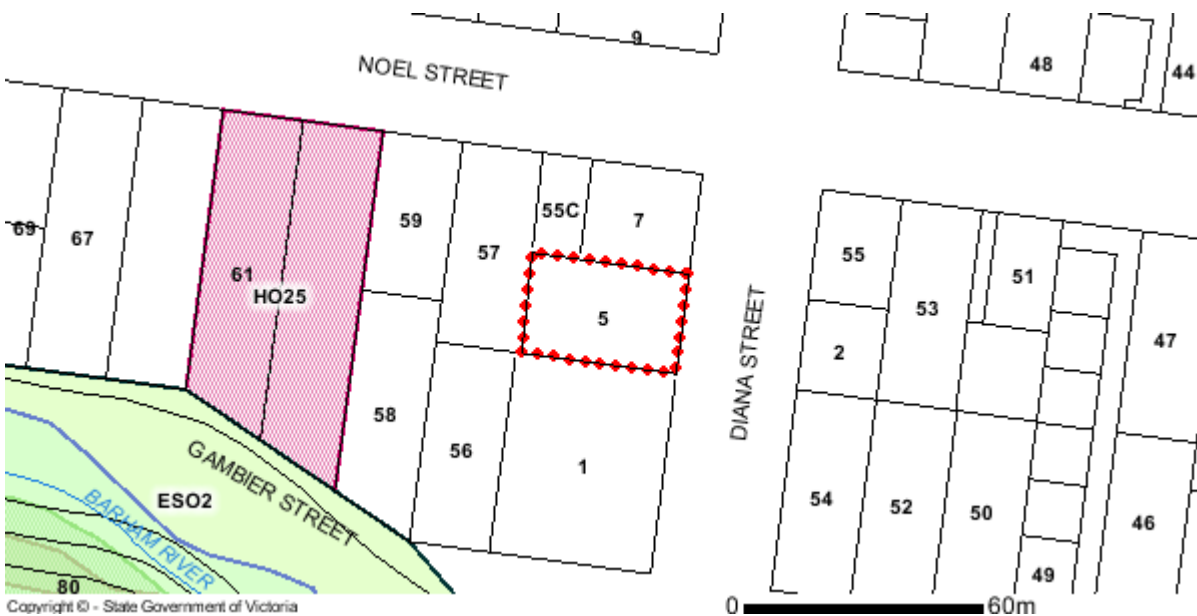 9
NOEL STREET
48
44
69
67
61
HO25
59
57
55C
7
5
55
53
51
47
2
DIANA STREET
58
56
1
54
52
50
49
46
GAMBIER STREET
ESO2
BARHAM RIVER
80
Copyright © - State Government of Victoria
0 60m